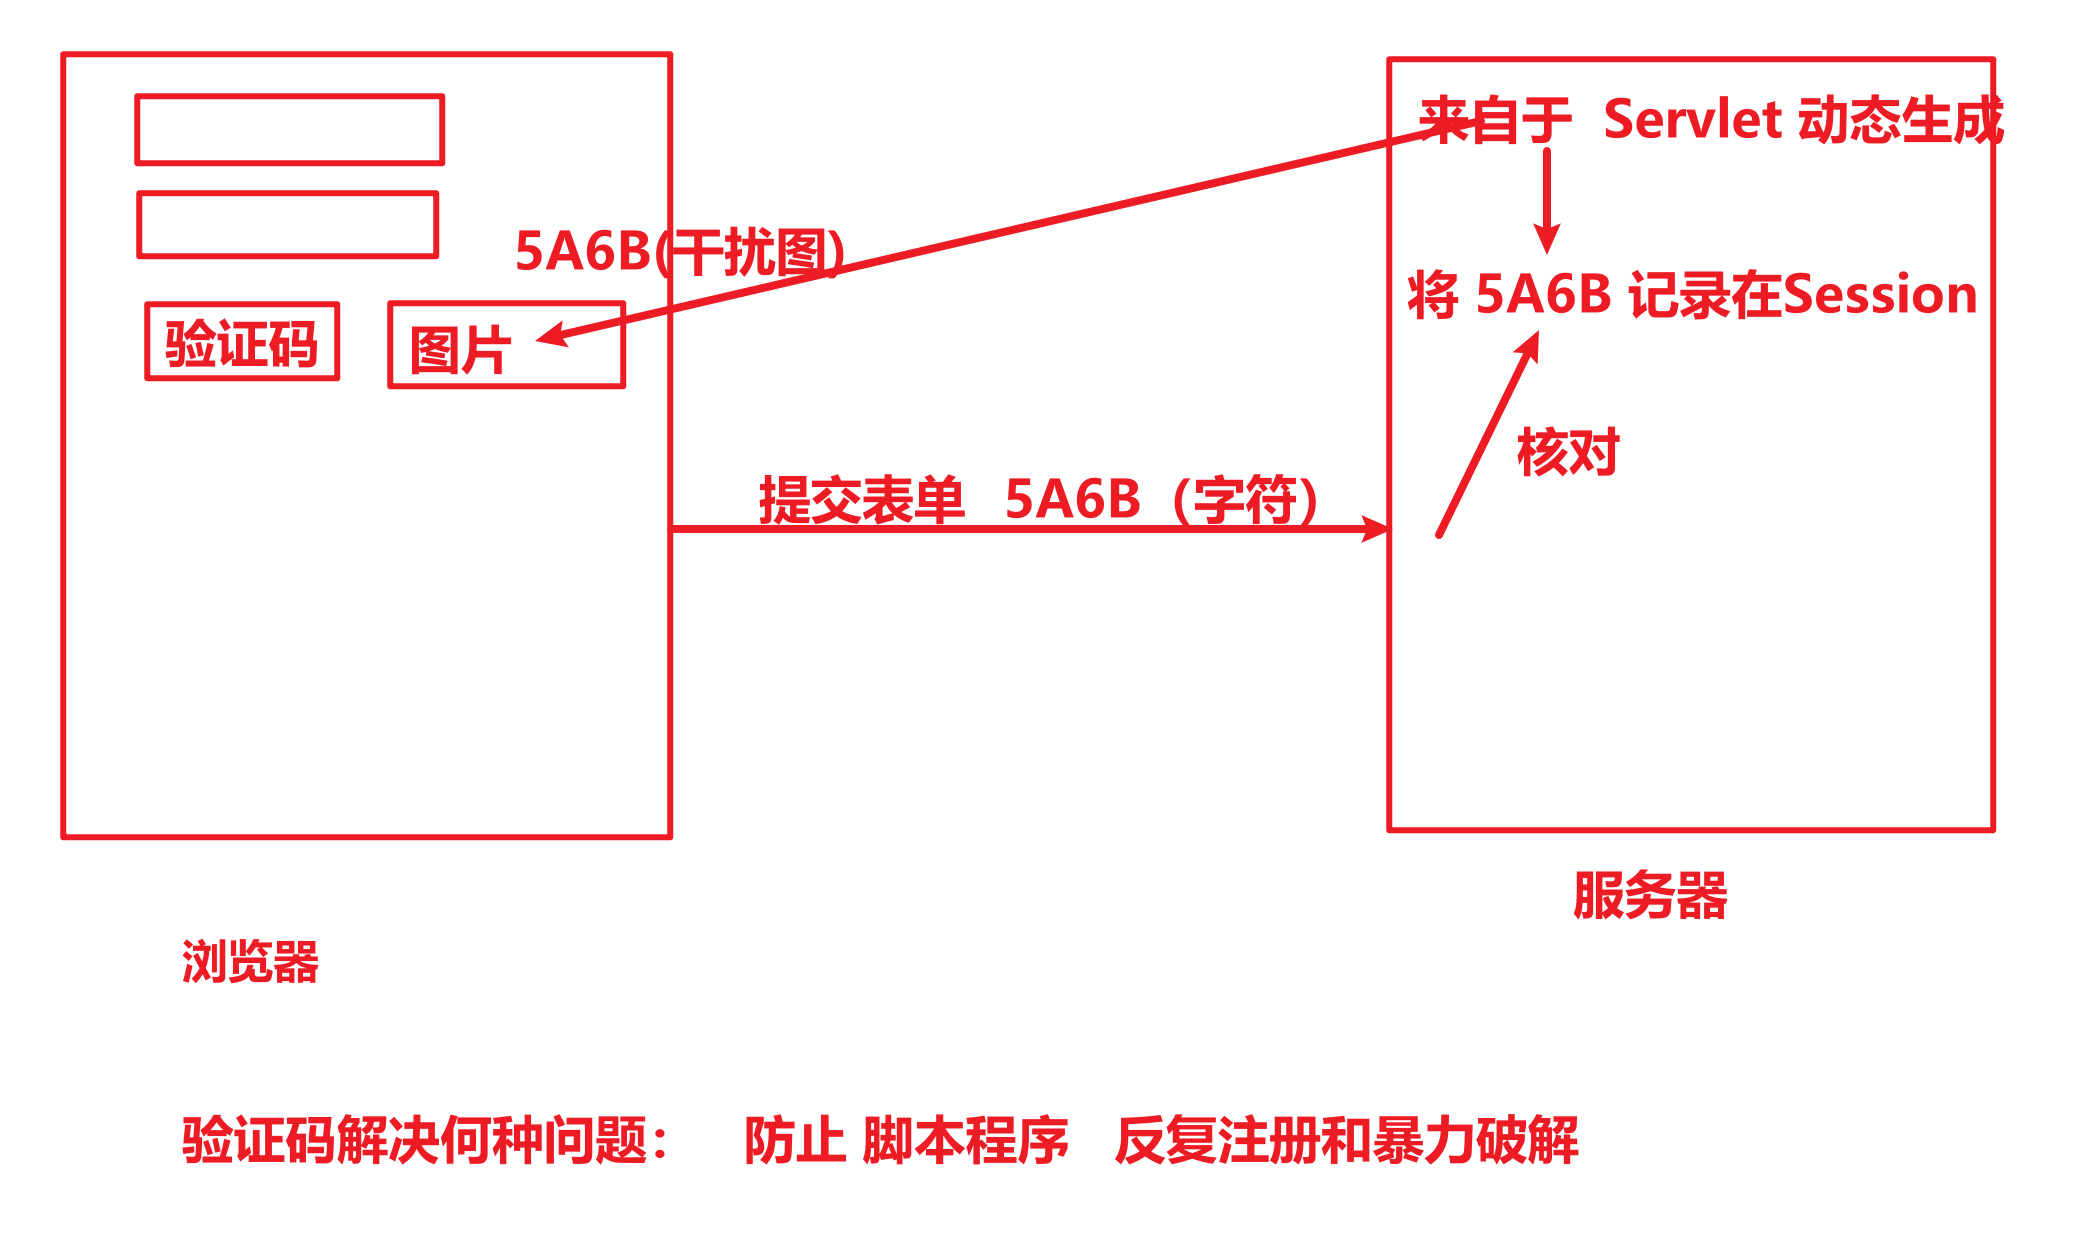 来自于 Servlet 动态生成
5A6B(干扰图)
将 5A6B 记录在Session
验证码
图片
核对
提交表单 5A6B（字符）
服务器
浏览器
验证码解决何种问题： 防止 脚本程序 反复注册和暴力破解